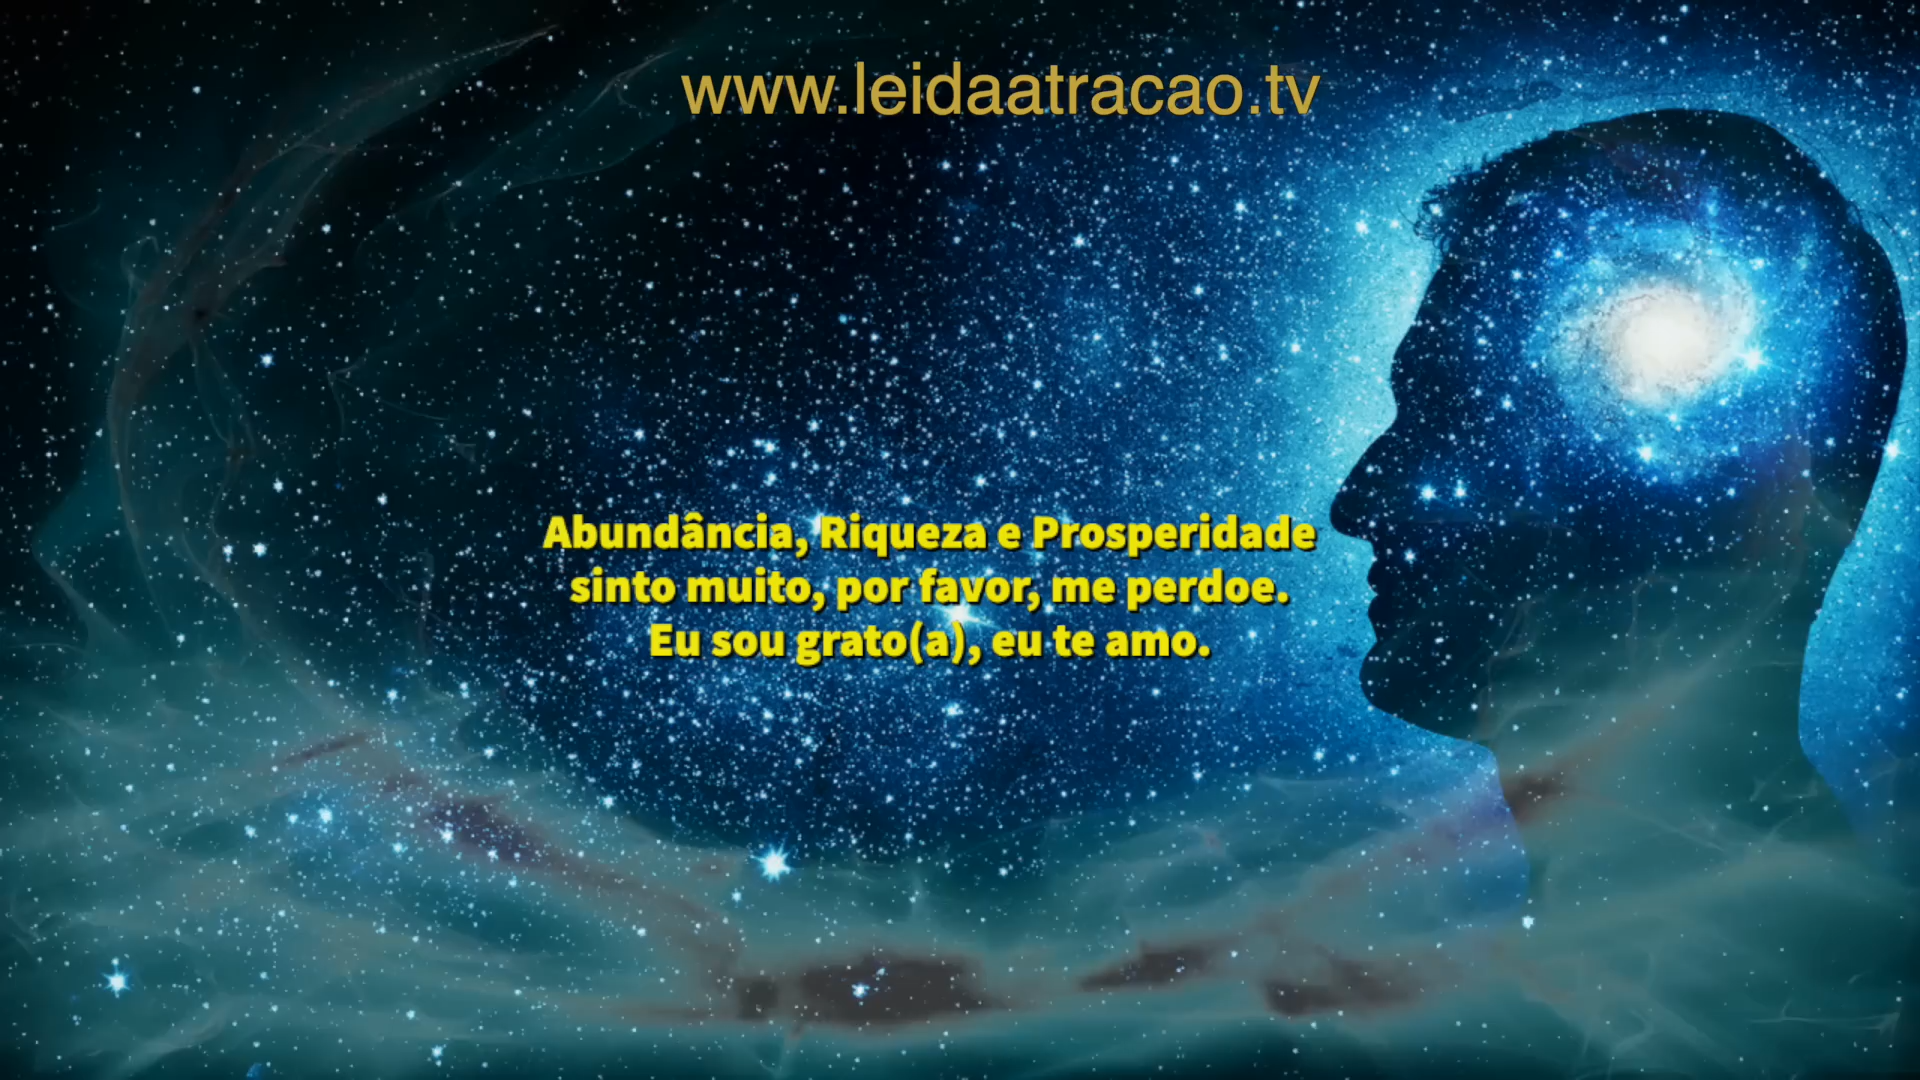 www.leidaatracao.tv
Abundância, Riqueza e Prosperidade
sinto muito, por favor, me perdoe.
Eu sou grato(a), eu te amo.